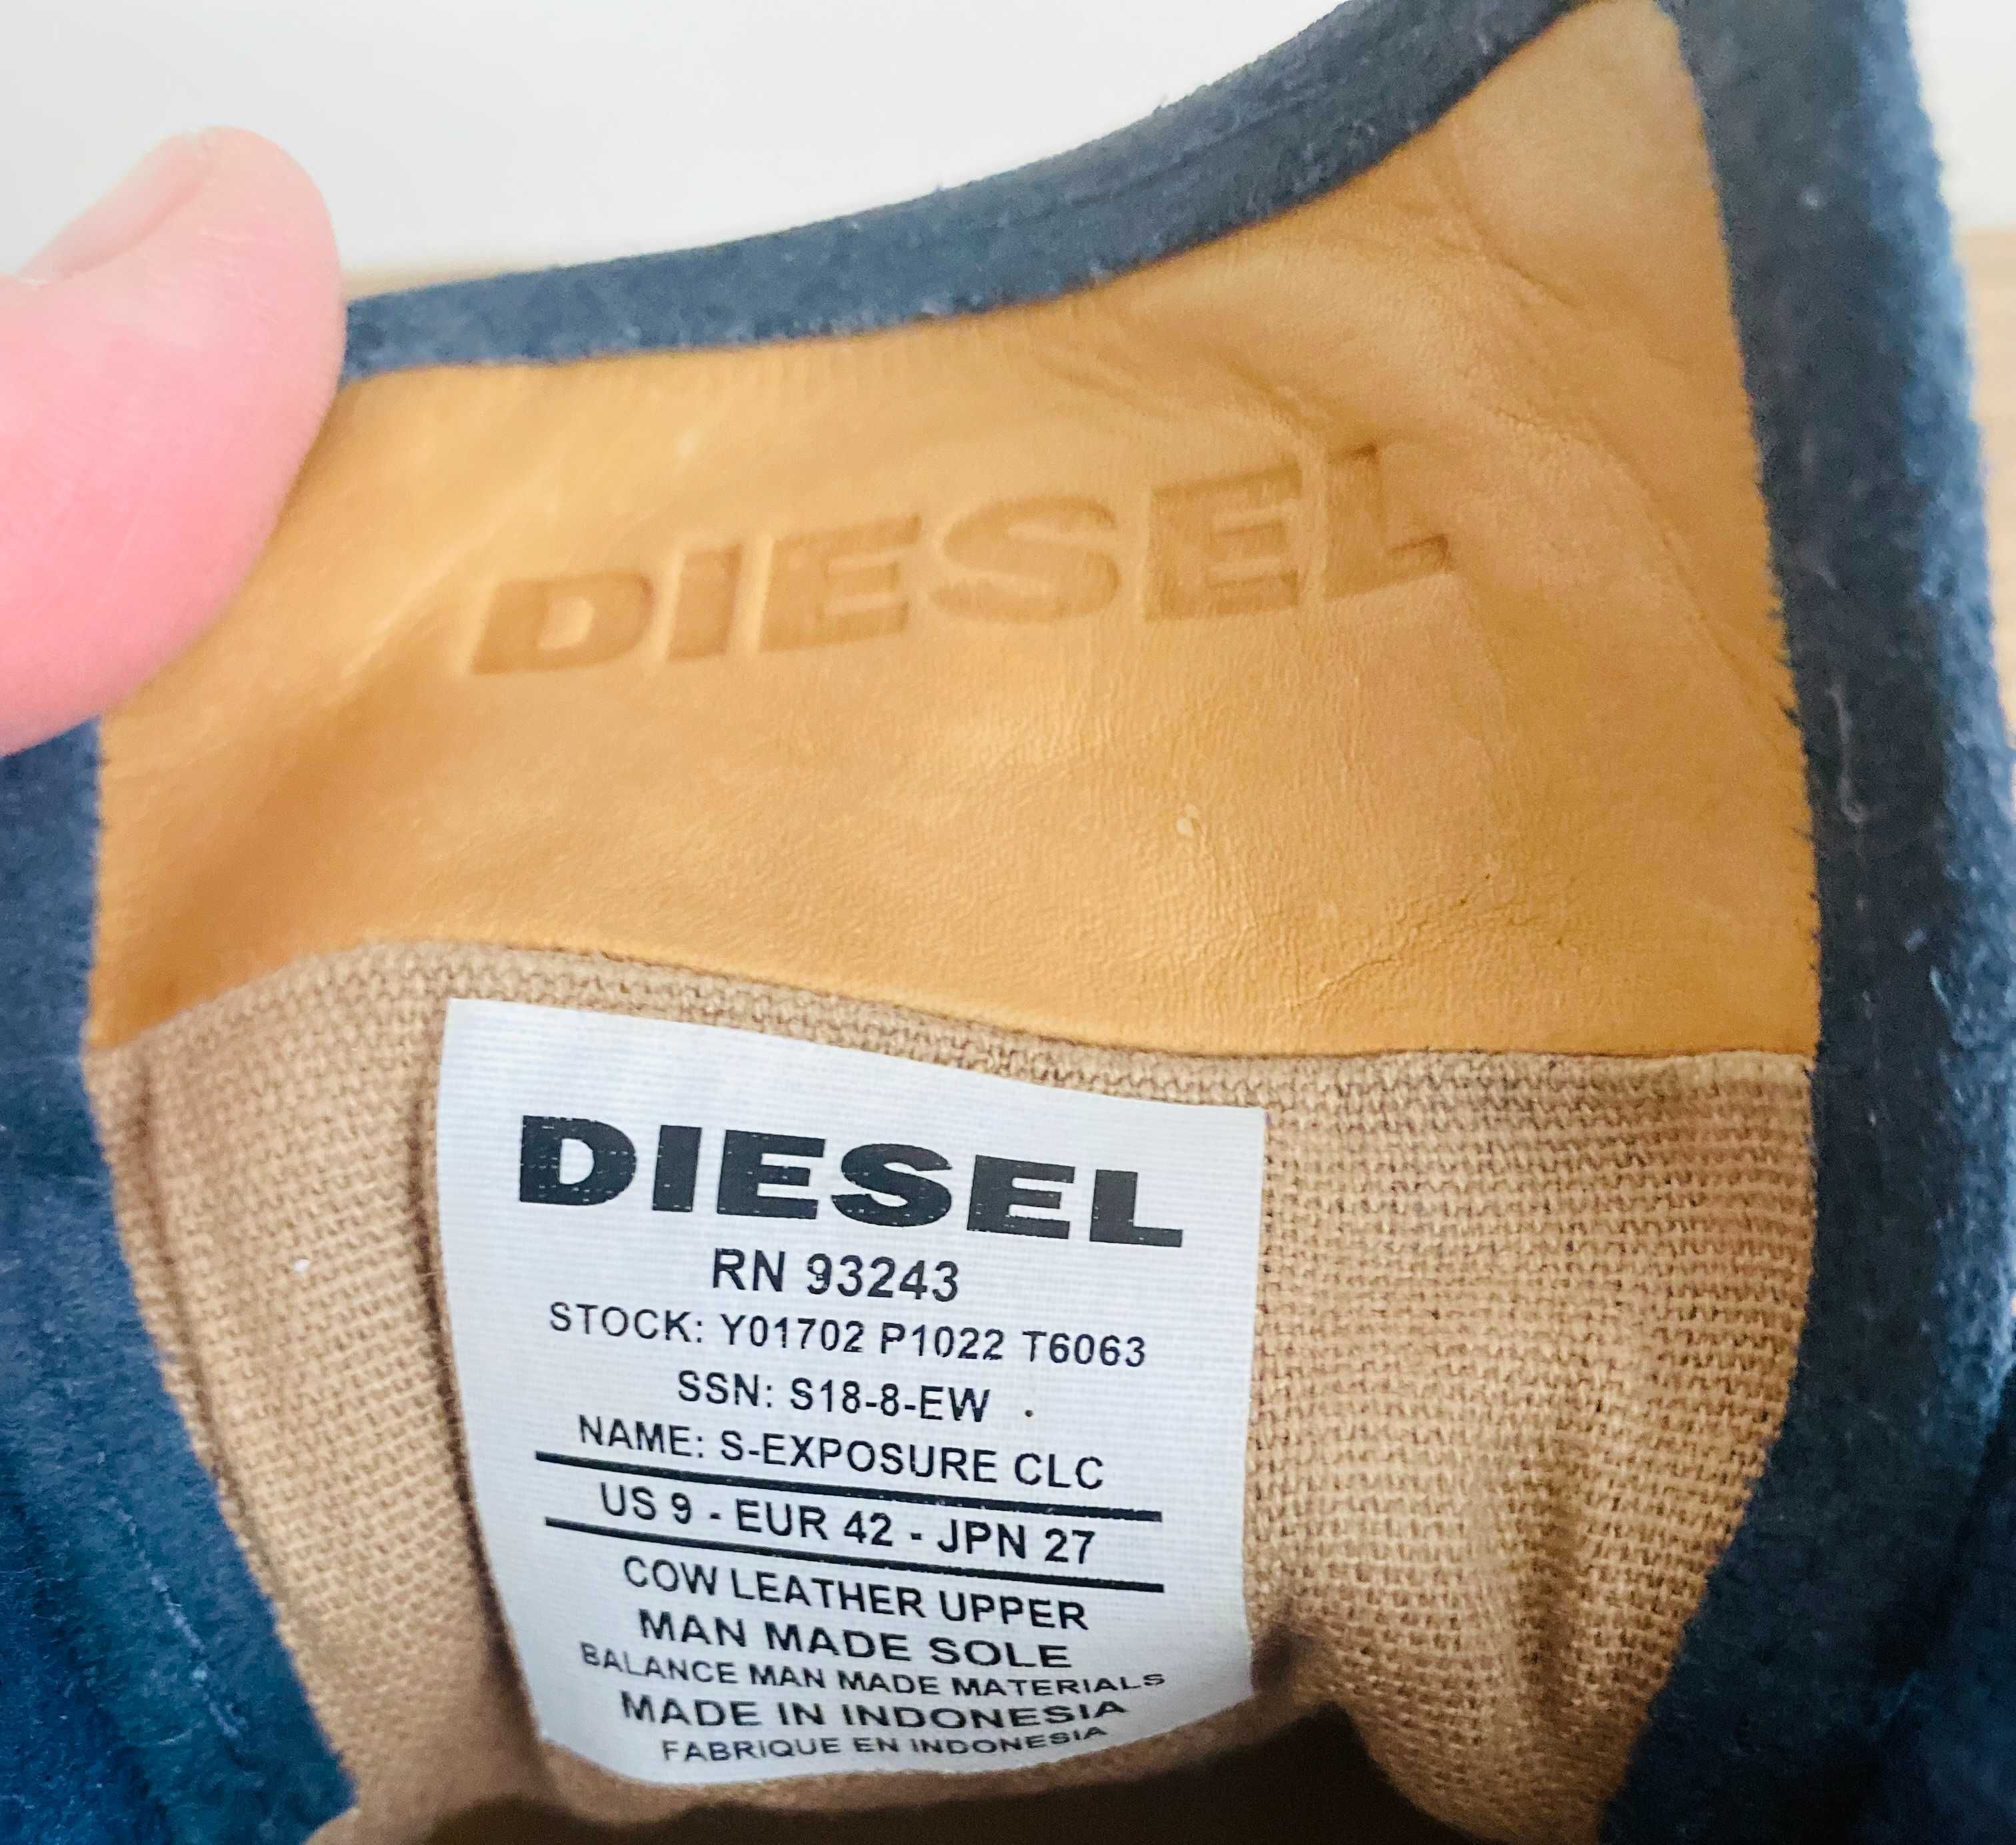 DIESEL
DIESEL
RN 93243
STOCK: Y01702 P1022 T6063
SSN: S18-8-EW
NAME: S-EXPOSURE CLC
US 9 - EUR 42 - JPN 27
COW LEATHER UPPER
MAN MADE SOLE
BALANCE MAN MADE MATERIALS
MADE IN INDONESIA
FABRIQUE EN INDONESIA